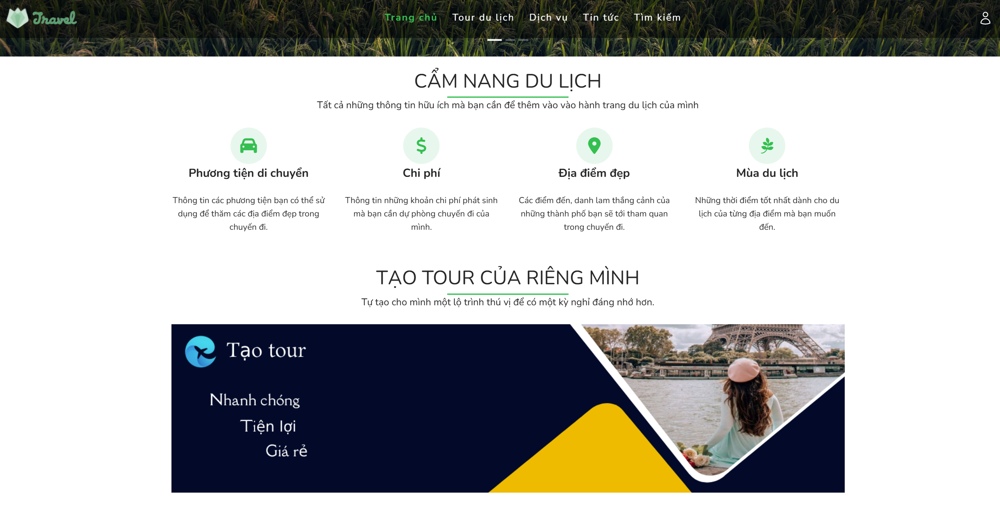 Travel
Trang chủ Tour du lịch Dịch vụ Tin tức Tìm kiếm
CẨM NANG DU LỊCH
Tất cả những thông tin hữu ích mà bạn cần để thêm vào vào hành trang du lịch của mình
Phương tiện di chuyển
Thông tin các phương tiện bạn có thể sử
dụng để thăm các địa điểm đẹp trong
chuyến đi.
Chi phí
Thông tin những khoản chi phí phát sinh
mà bạn cần dự phòng chuyến đi của
mình.
Địa điểm đẹp
Các điểm đến, danh lam thắng cảnh của
những thành phố bạn sẽ tới tham quan
trong chuyến đi.
Mùa du lịch
Những thời điểm tốt nhất dành cho du
lịch của từng địa điểm mà bạn muốn
đến.
TẠO TOUR CỦA RIÊNG MÌNH
Tự tạo cho mình một lộ trình thú vị để có một kỳ nghỉ đáng nhớ hơn.
Tạo tour
Nhanh chóng
Tiện lợi
Giá rẻ